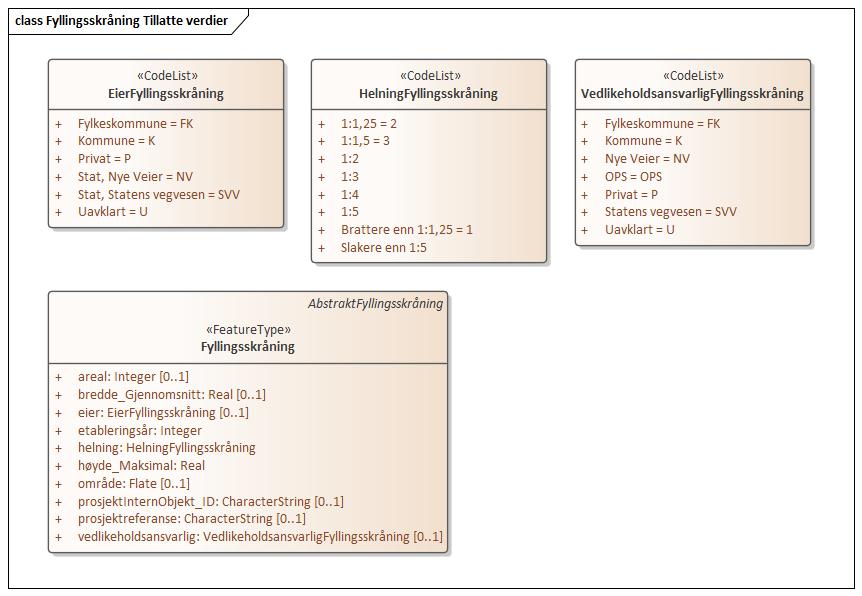 class Fyllingsskråning Tillatte verdier
«CodeList»
EierFyllingsskråning
+ Fylkeskommune = FK
+ Kommune = K
+ Privat = P
+ Stat, Nye Veier = NV
+ Stat, Statens vegvesen = SVV
+ Uavklart = U
«CodeList»
HelningFyllingsskråning
+ 1:1,25 = 2
+ 1:1,5 = 3
+ 1:2
+ 1:3
+ 1:4
+ 1:5
+ Brattere enn 1:1,25 = 1
+ Slakere enn 1:5
«CodeList»
VedlikeholdsansvarligFyllingsskråning
+ Fylkeskommune = FK
+ Kommune = K
+ Nye Veier = NV
+ OPS = OPS
+ Privat = P
+ Statens vegvesen = SVV
+ Uavklart = U
AbstraktFyllingsskråning
«FeatureType»
Fyllingsskråning
+ areal: Integer [0..1]
+ bredde_Gjennomsnitt: Real [0..1]
+ eier: EierFyllingsskråning [0..1]
+ etableringsår: Integer
+ helning: HelningFyllingsskråning
+ høyde_Maksimal: Real
+ område: Flate [0..1]
+ prosjektInternObjekt_ID: CharacterString [0..1]
+ prosjektreferanse: CharacterString [0..1]
+ vedlikeholdsansvarlig: VedlikeholdsansvarligFyllingsskråning [0..1]